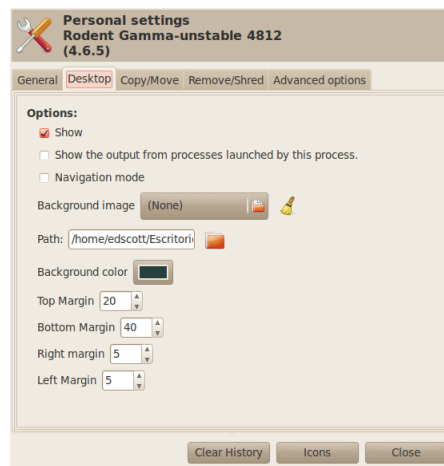 Personal settings
Rodent Gamma-unstable 4812
(4.6.5)
General Desktop Copy/Move Remove/Shred Advanced options
Options:
Show
Show the output from processes launched by this process.
Navigation mode
Background image (None)
Path: /home/edscott/Escritori
Background color
Top Margin 20
Bottom Margin 40
Right margin 5
Left Margin 5
Clear History Icons Close